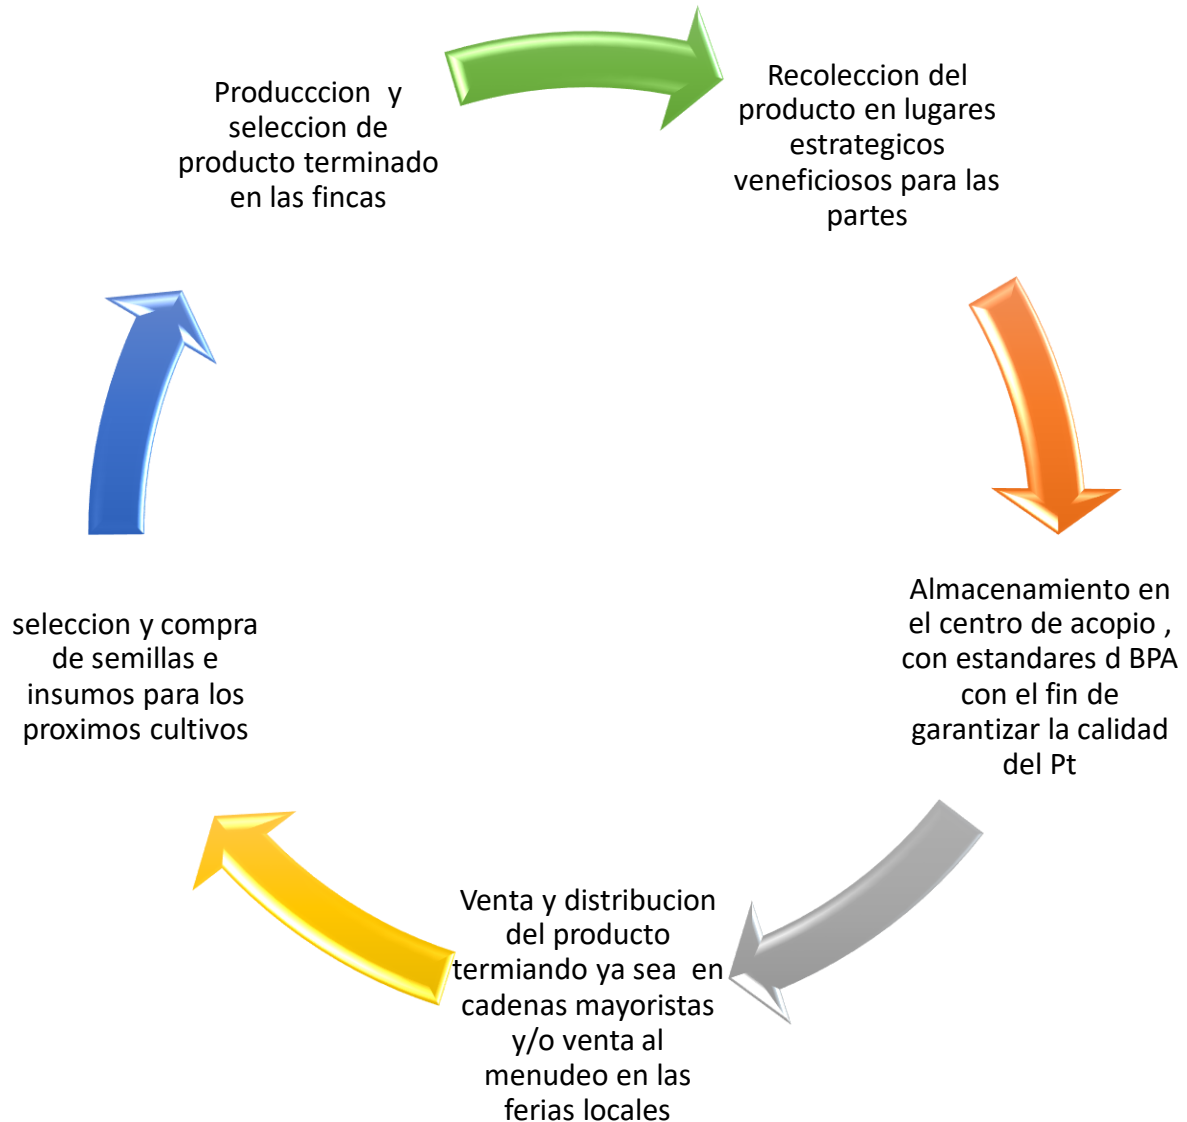 Producccion y
seleccion de
producto terminado
en las fincas
Recoleccion del
producto en lugares
estrategicos
veneficiosos para las
partes
Almacenamiento en
el centro de acopio ,
con estandares d BPA
con el fin de
garantizar la calidad
del Pt
Venta y distribucion
del producto
termiando ya sea en
cadenas mayoristas
y/o venta al
menudeo en las
ferias locales
seleccion y compra
de semillas e
insumos para los
proximos cultivos